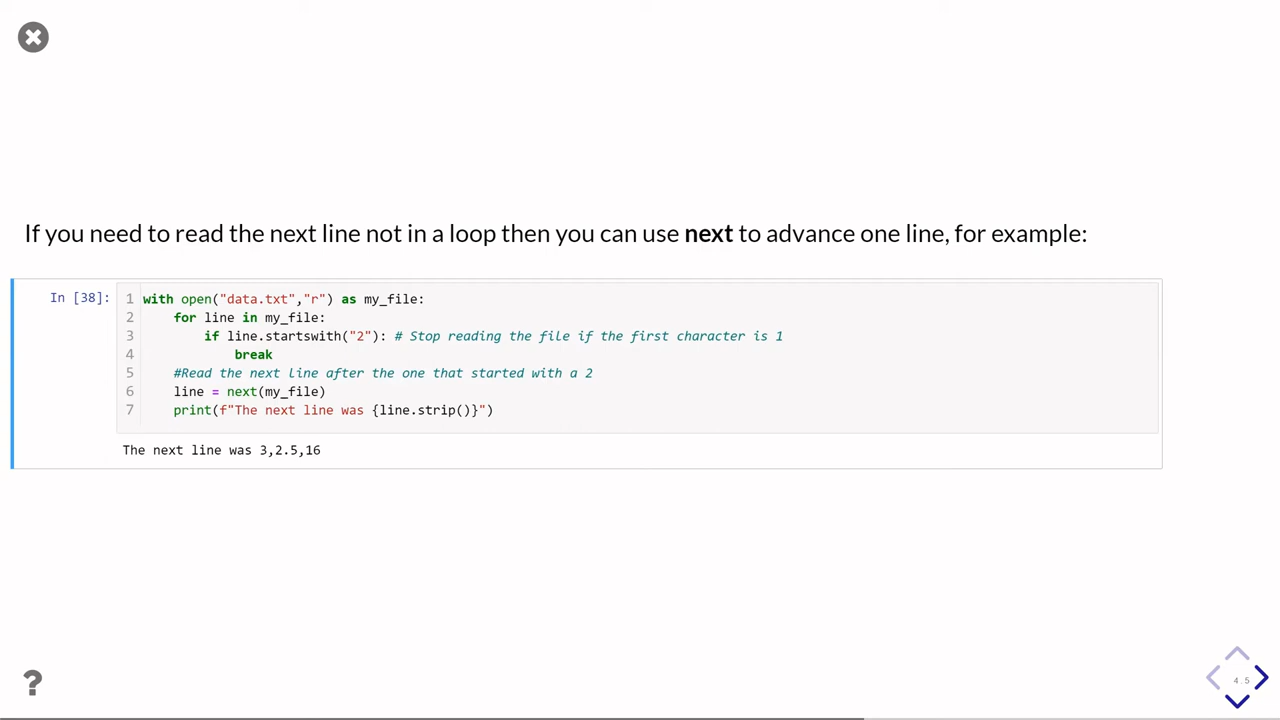 If you need to read the next line not in a loop then you can use next to advance one line, for example:
In [38]:
1 with open("data.txt","r") as my_file:
2     for line in my_file:
3         if line.startswith("2"): # Stop reading the file if the first character is 1
4             break
5     #Read the next line after the one that started with a 2
6     line = next(my_file)
7     print(f"The next line was {line.strip()}")
The next line was 3,2.5,16
?
4.5